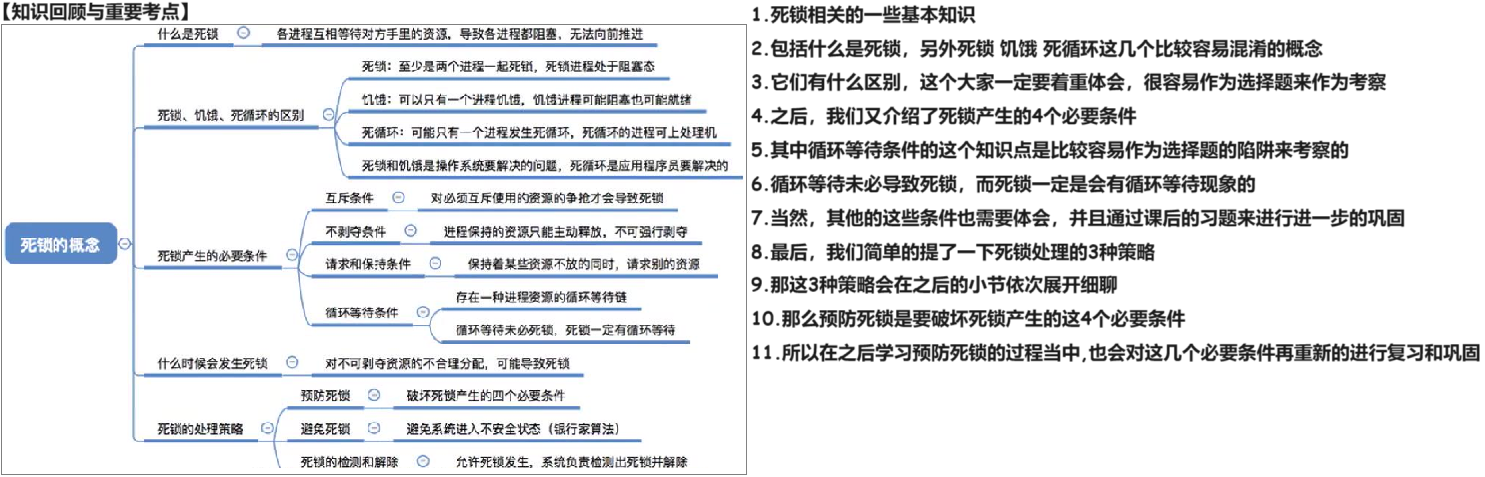 【知识回顾与重要考点】
什么是死锁
各进程互相等待对方手里的资源，导致各进程都阻塞，无法向前推进
死锁、饥饿、死循环的区别
死锁：至少是两个进程一起死锁，死锁进程处于阻塞态
饥饿：可以只有一个进程饥饿，饥饿进程可能阻塞也可能就绪
死循环：可能只有一个进程发生死循环，死循环的进程可上处理机
死锁和饥饿是操作系统要解决的问题，死循环是应用程序员要解决的
死锁的概念
死锁产生的必要条件
互斥条件
对必须互斥使用的资源的争抢才会导致死锁
不剥夺条件
进程保持的资源只能主动释放，不可强行剥夺
请求和保持条件
保持着某些资源不放的同时，请求别的资源
循环等待条件
存在一种进程资源的循环等待链
循环等待未必死锁，死锁一定有循环等待
什么时候会发生死锁
对不可剥夺资源的不合理分配，可能导致死锁
死锁的处理策略
预防死锁
破坏死锁产生的四个必要条件
避免死锁
避免系统进入不安全状态（银行家算法）
死锁的检测和解除
允许死锁发生，系统负责检测出死锁并解除
1.死锁相关的一些基本知识
2.包括什么是死锁，另外死锁 饥饿 死循环这几个比较容易混淆的概念
3.它们有什么区别，这个大家一定要着重体会，很容易作为选择题来作为考察
4.之后，我们又介绍了死锁产生的4个必要条件
5.其中循环等待条件的这个知识点是比较容易作为选择题的陷阱来考察的
6.循环等待未必导致死锁，而死锁一定是会有循环等待现象的
7.当然，其他的这些条件也需要体会，并且通过课后的习题来进行进一步的巩固
8.最后，我们简单的提了一下死锁处理的3种策略
9.那这3种策略会在之后的小节依次展开细聊
10.那么预防死锁是要破坏死锁产生的这4个必要条件
11.所以在之后学习预防死锁的过程当中,也会对这几个必要条件再重新的进行复习和巩固